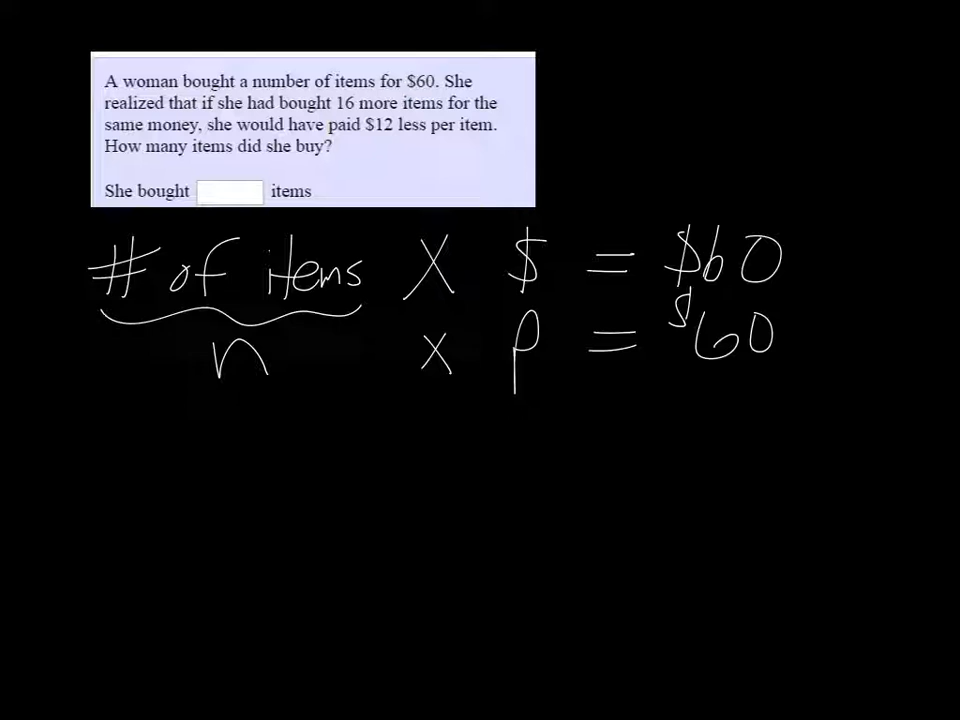 A woman bought a number of items for $60. She
realized that if she had bought 16 more items for the
same money, she would have paid $12 less per item.
How many items did she buy?
She bought items
# of items X $ = $60
n x p = $60